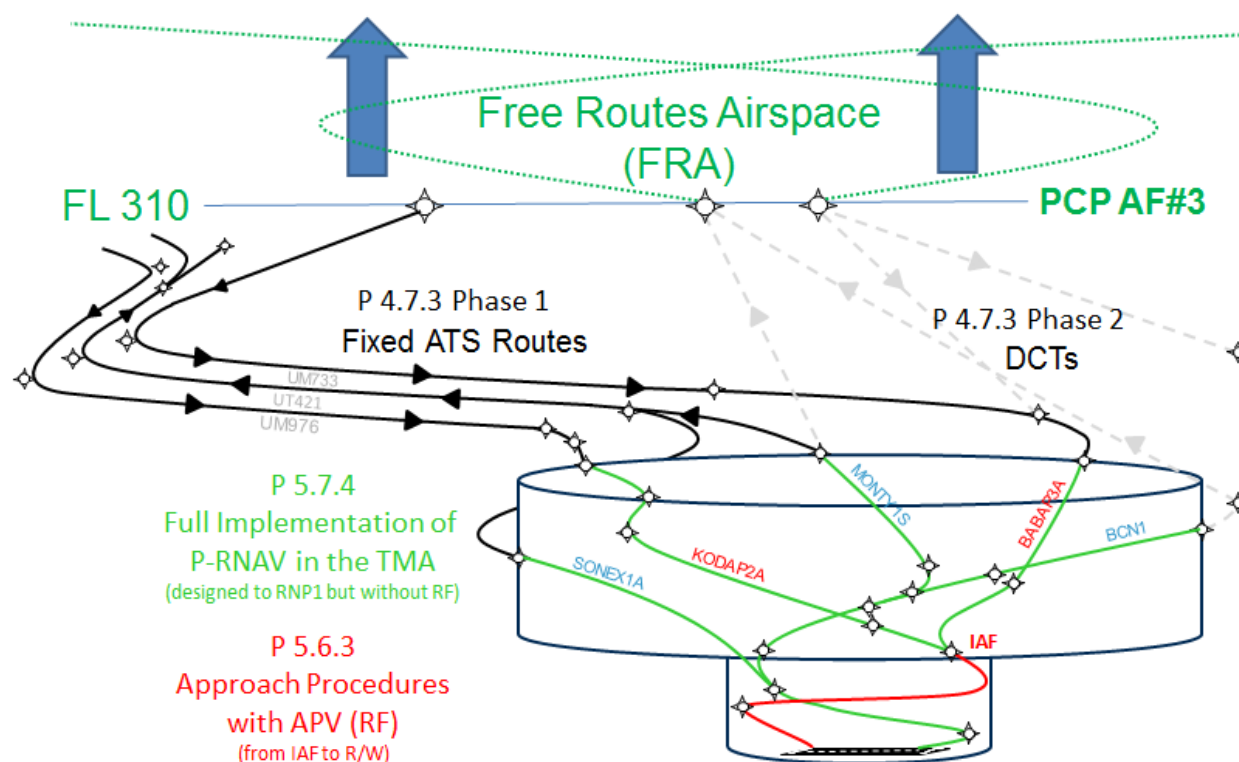 Free Routes Airspace
(FRA)
FL 310
PCP AF#3
P 4.7.3 Phase 1
Fixed ATS Routes
P 4.7.3 Phase 2
DCTs
UM733
UT421
UM976
P 5.7.4
Full Implementation of
P-RNAV in the TMA
(designed to RNP1 but without RF)
MONTY1S
BABAP3A
BCN1
KODAP2A
SONEX1A
IAF
P 5.6.3
Approach Procedures
with APV (RF)
(from IAF to R/W)